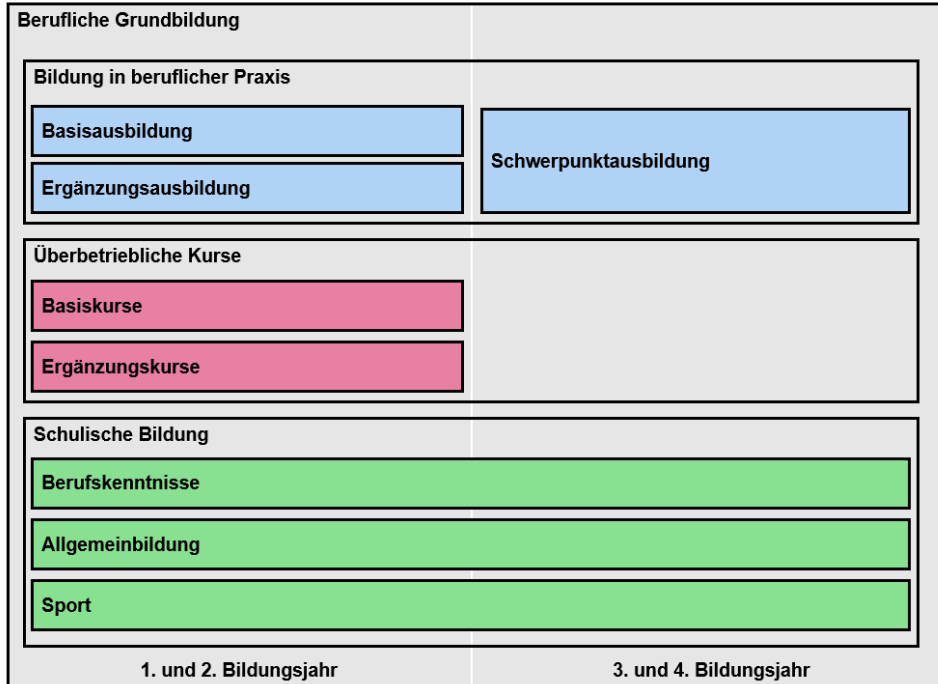 Berufliche Grundbildung
Bildung in beruflicher Praxis
Basisausbildung
Ergänzungsausbildung
Schwerpunktausbildung
Überbetriebliche Kurse
Basiskurse
Ergänzungskurse
Schulische Bildung
Berufskenntnisse
Allgemeinbildung
Sport
1. und 2. Bildungsjahr
3. und 4. Bildungsjahr